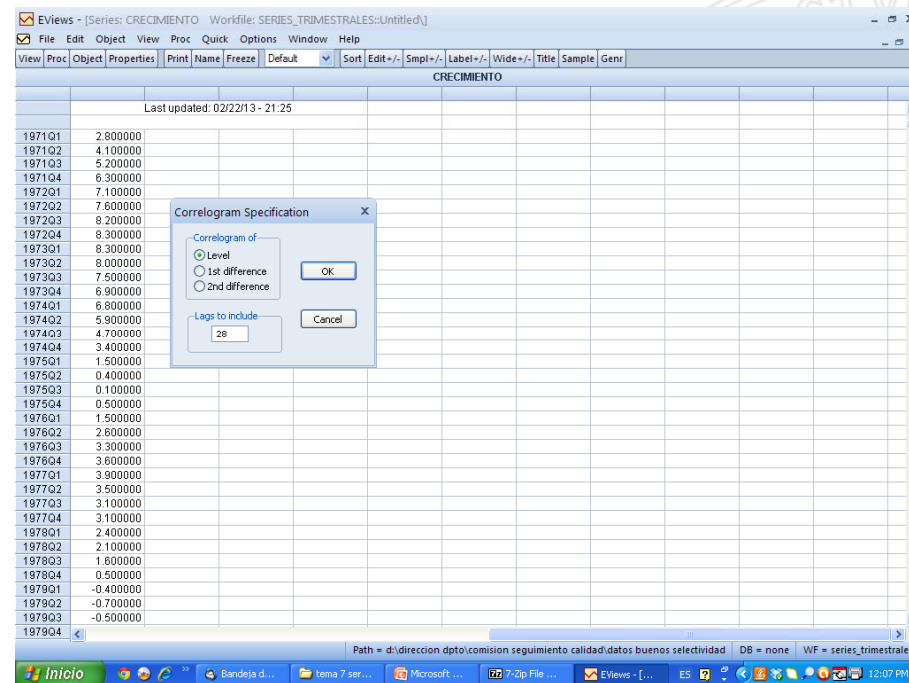 EViews - [Series: CRECIMIENTO   Workfile: SERIES_TRIMESTRALES::Untitled\]
File Edit Object View Proc Quick Options Window Help
View Proc Object Properties Print Name Freeze Default Sort Edit+/- Smpl+/- Label+/- Wide+/- Title Sample Genr
CRECIMIENTO
Last updated: 02/22/13 - 21:25
1971Q1 2.800000
1971Q2 4.100000
1971Q3 5.200000
1971Q4 6.300000
1972Q1 7.100000
1972Q2 7.600000
1972Q3 8.200000
1972Q4 8.300000
1973Q1 8.300000
1973Q2 8.000000
1973Q3 7.500000
1973Q4 6.900000
1974Q1 6.800000
1974Q2 5.900000
1974Q3 4.700000
1974Q4 3.400000
1975Q1 1.500000
1975Q2 0.400000
1975Q3 0.100000
1975Q4 0.500000
1976Q1 1.500000
1976Q2 2.600000
1976Q3 3.300000
1976Q4 3.600000
1977Q1 3.900000
1977Q2 3.500000
1977Q3 3.100000
1977Q4 3.100000
1978Q1 2.400000
1978Q2 2.100000
1978Q3 1.600000
1978Q4 0.500000
1979Q1 -0.400000
1979Q2 -0.700000
1979Q3 -0.500000
1979Q4
Correlogram Specification X
Correlogram of
Level
1st difference
2nd difference
OK
Lags to include
28
Cancel
Path = d:\direccion dpto\comision seguimiento calidad\datos buenos selectividad DB = none WF = series_trimestrale
Inicio Bandeja d... tema 7 ser... Microsoft ... 7-Zip File ... EViews - [... ES 12:07 PM